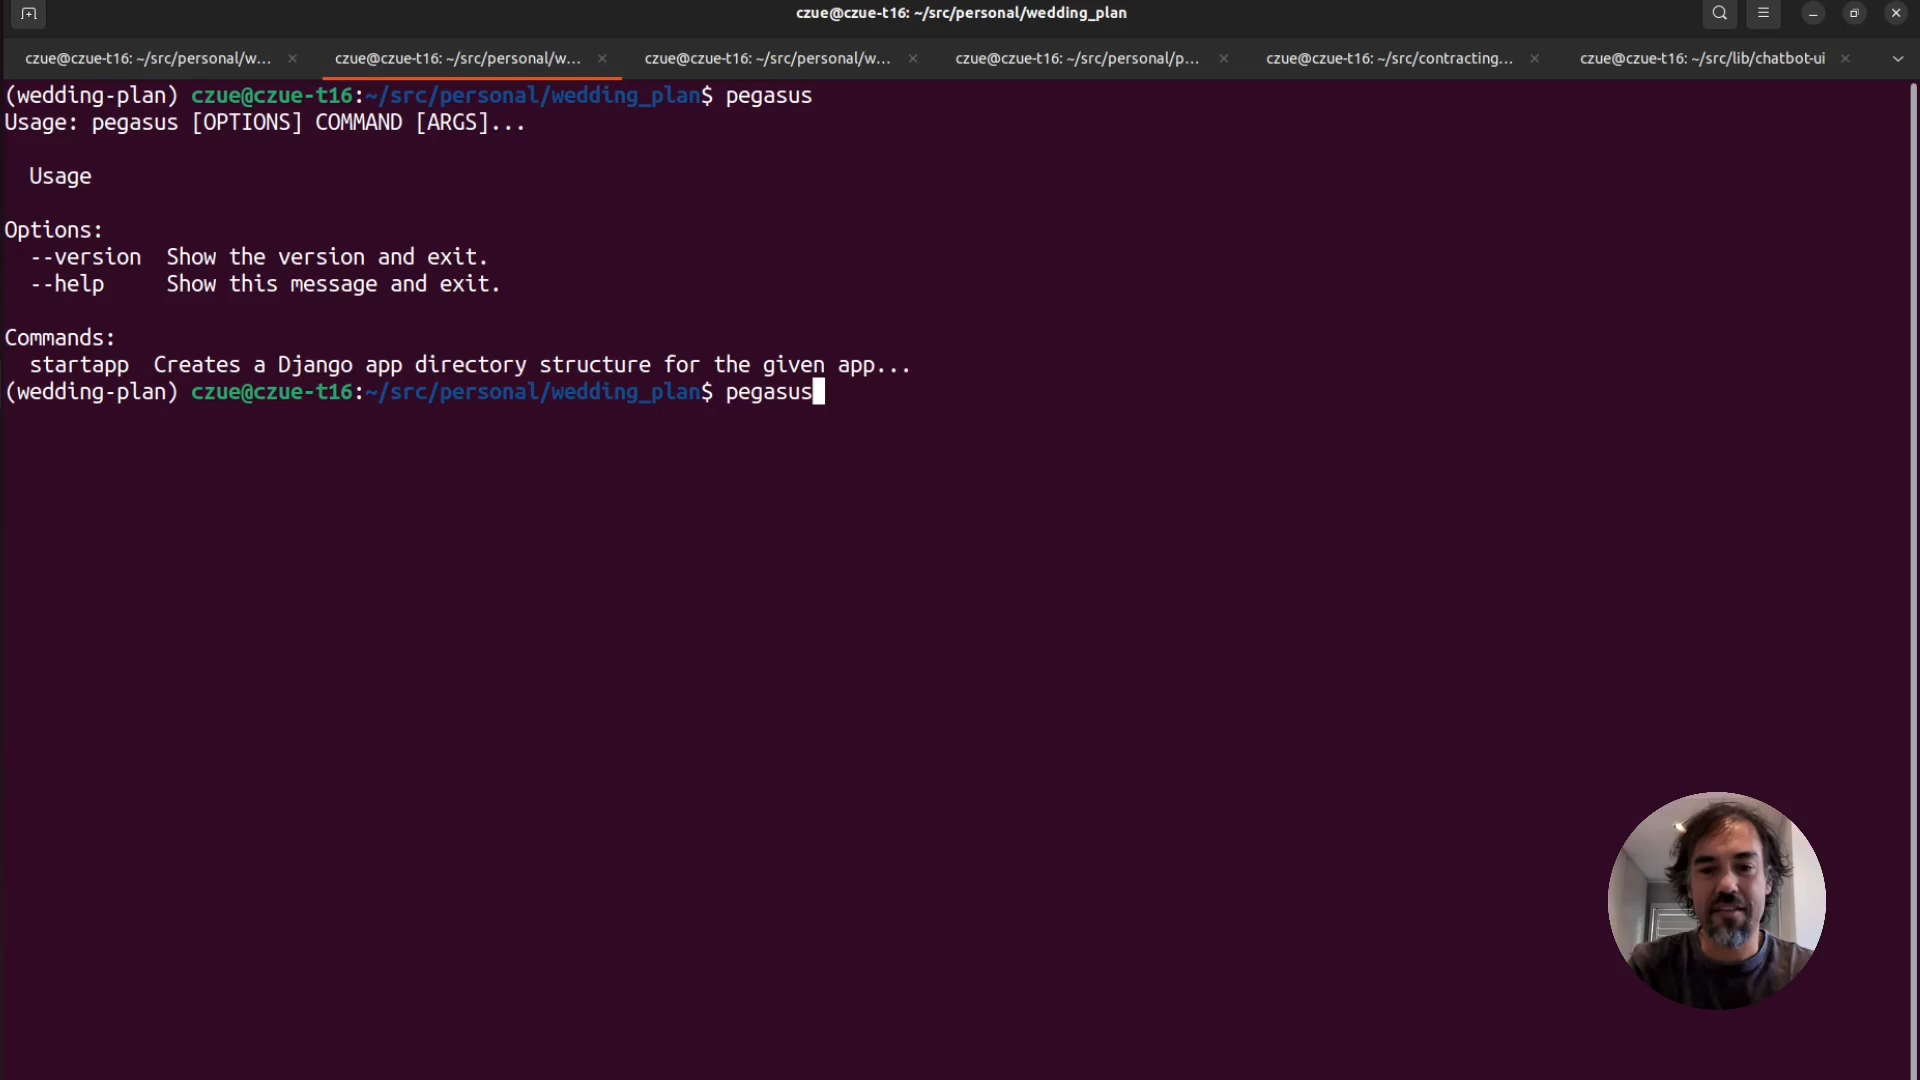 czue@czue-t16: ~/src/personal/wedding_plan
czue@czue-t16: ~/src/personal/w...
czue@czue-t16: ~/src/personal/w...
czue@czue-t16: ~/src/personal/w...
czue@czue-t16: ~/src/personal/p...
czue@czue-t16: ~/src/contracting...
czue@czue-t16: ~/src/lib/chatbot-ui
(wedding-plan) czue@czue-t16:~/src/personal/wedding_plan$ pegasus
Usage: pegasus [OPTIONS] COMMAND [ARGS]...
Usage
Options:
--version  Show the version and exit.
--help     Show this message and exit.
Commands:
startapp  Creates a Django app directory structure for the given app...
(wedding-plan) czue@czue-t16:~/src/personal/wedding_plan$ pegasus